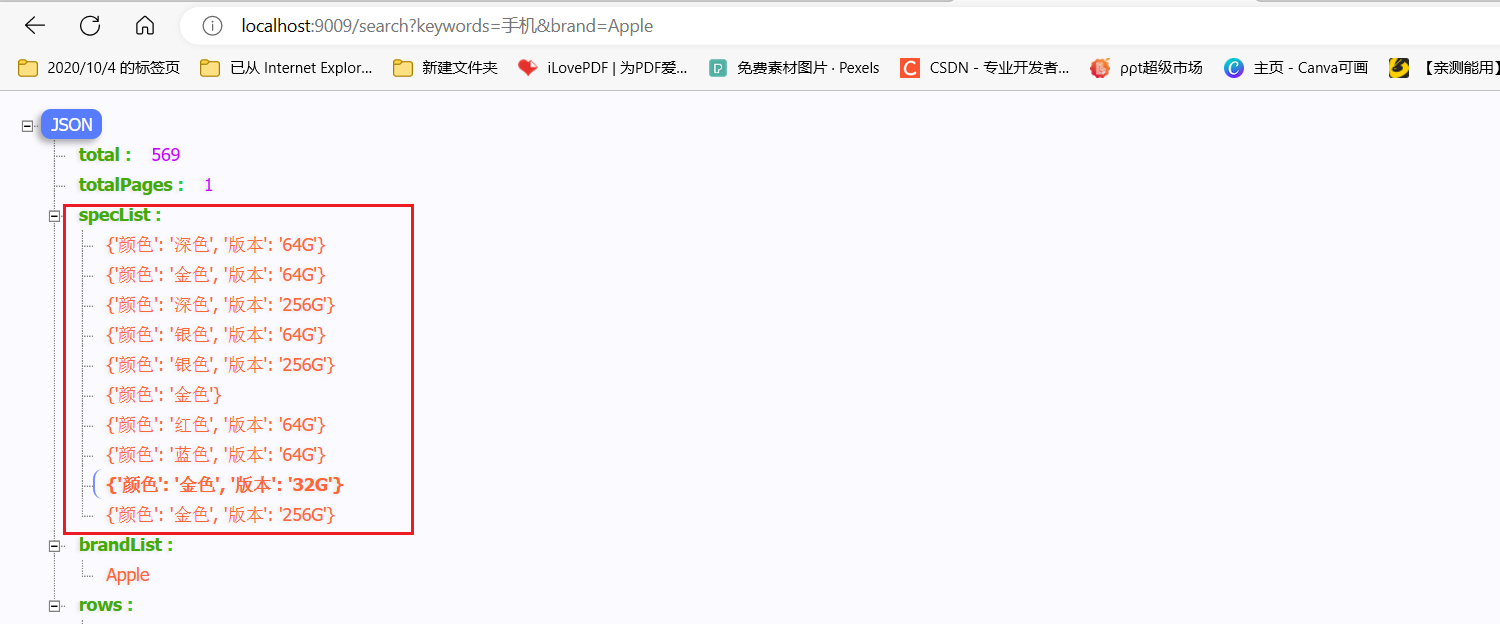 localhost:9009/search?keywords=手机&brand=Apple
2020/10/4 的标签页 已从 Internet Explor... 新建文件夹 iLovePDF | 为PDF爱... 免费素材图片 · Pexels CSDN - 专业开发者... ppt超级市场 主页 - Canva可画 【亲测能用】
JSON
total : 569
totalPages : 1
specList :
{'颜色': '深色', '版本': '64G'}
{'颜色': '金色', '版本': '64G'}
{'颜色': '深色', '版本': '256G'}
{'颜色': '银色', '版本': '64G'}
{'颜色': '银色', '版本': '256G'}
{'颜色': '金色'}
{'颜色': '红色', '版本': '64G'}
{'颜色': '蓝色', '版本': '64G'}
{'颜色': '金色', '版本': '32G'}
{'颜色': '金色', '版本': '256G'}
brandList :
Apple
rows :